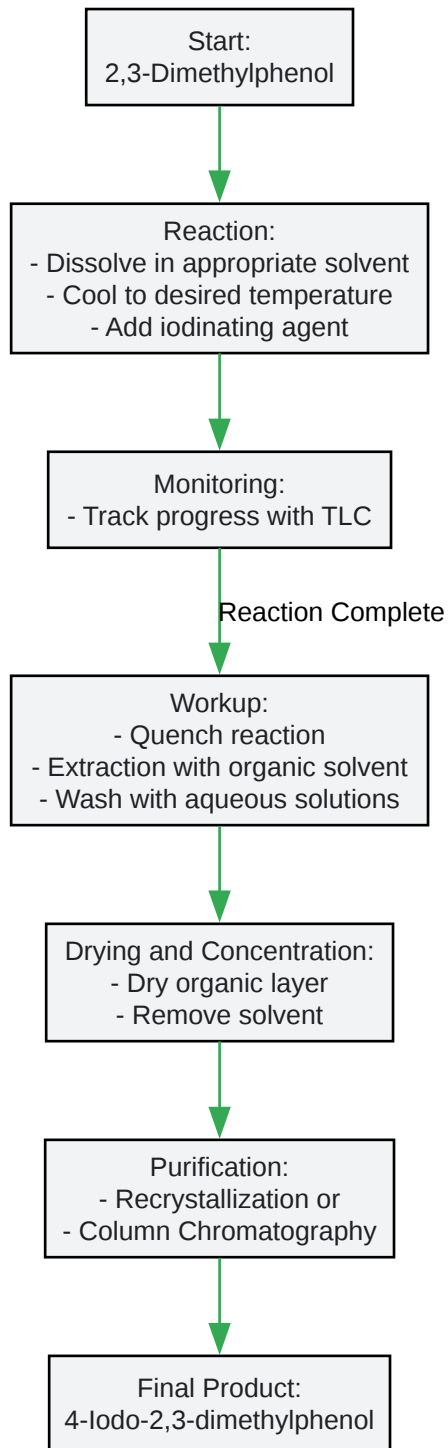 Start:
2,3-Dimethylphenol
Reaction:
- Dissolve in appropriate solvent
- Cool to desired temperature
- Add iodinating agent
Monitoring:
- Track progress with TLC
Reaction Complete
Workup:
- Quench reaction
- Extraction with organic solvent
- Wash with aqueous solutions
Drying and Concentration:
- Dry organic layer
- Remove solvent
Purification:
- Recrystallization or
- Column Chromatography
Final Product:
4-Iodo-2,3-dimethylphenol